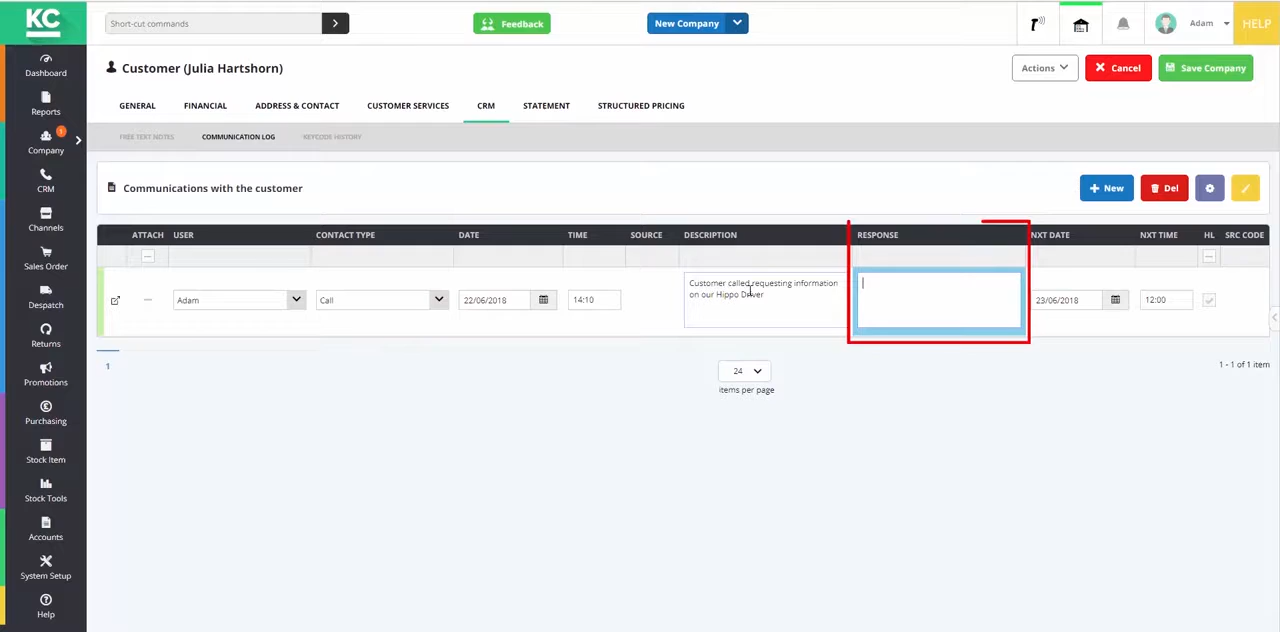 KC
Short-cut commands
Feedback
New Company
Adam
HELP
Dashboard
Reports
1
Company
CRM
Channels
Sales Order
Despatch
Returns
Promotions
Purchasing
Stock Item
Stock Tools
Accounts
System Setup
Help
Customer (Julia Hartshorn)
Actions
Cancel
Save Company
GENERAL FINANCIAL ADDRESS & CONTACT CUSTOMER SERVICES CRM STATEMENT STRUCTURED PRICING
FREE TEXT NOTES COMMUNICATION LOG KEYCODE HISTORY
Communications with the customer
New
Del
ATTACH USER CONTACT TYPE DATE TIME SOURCE DESCRIPTION RESPONSE NXT DATE NXT TIME HL SRC CODE
Adam Call 22/06/2018 14:10
Customer called requesting information
on our Hippo Driver
23/06/2018 12:00
1
24
items per page
1 - 1 of 1 item